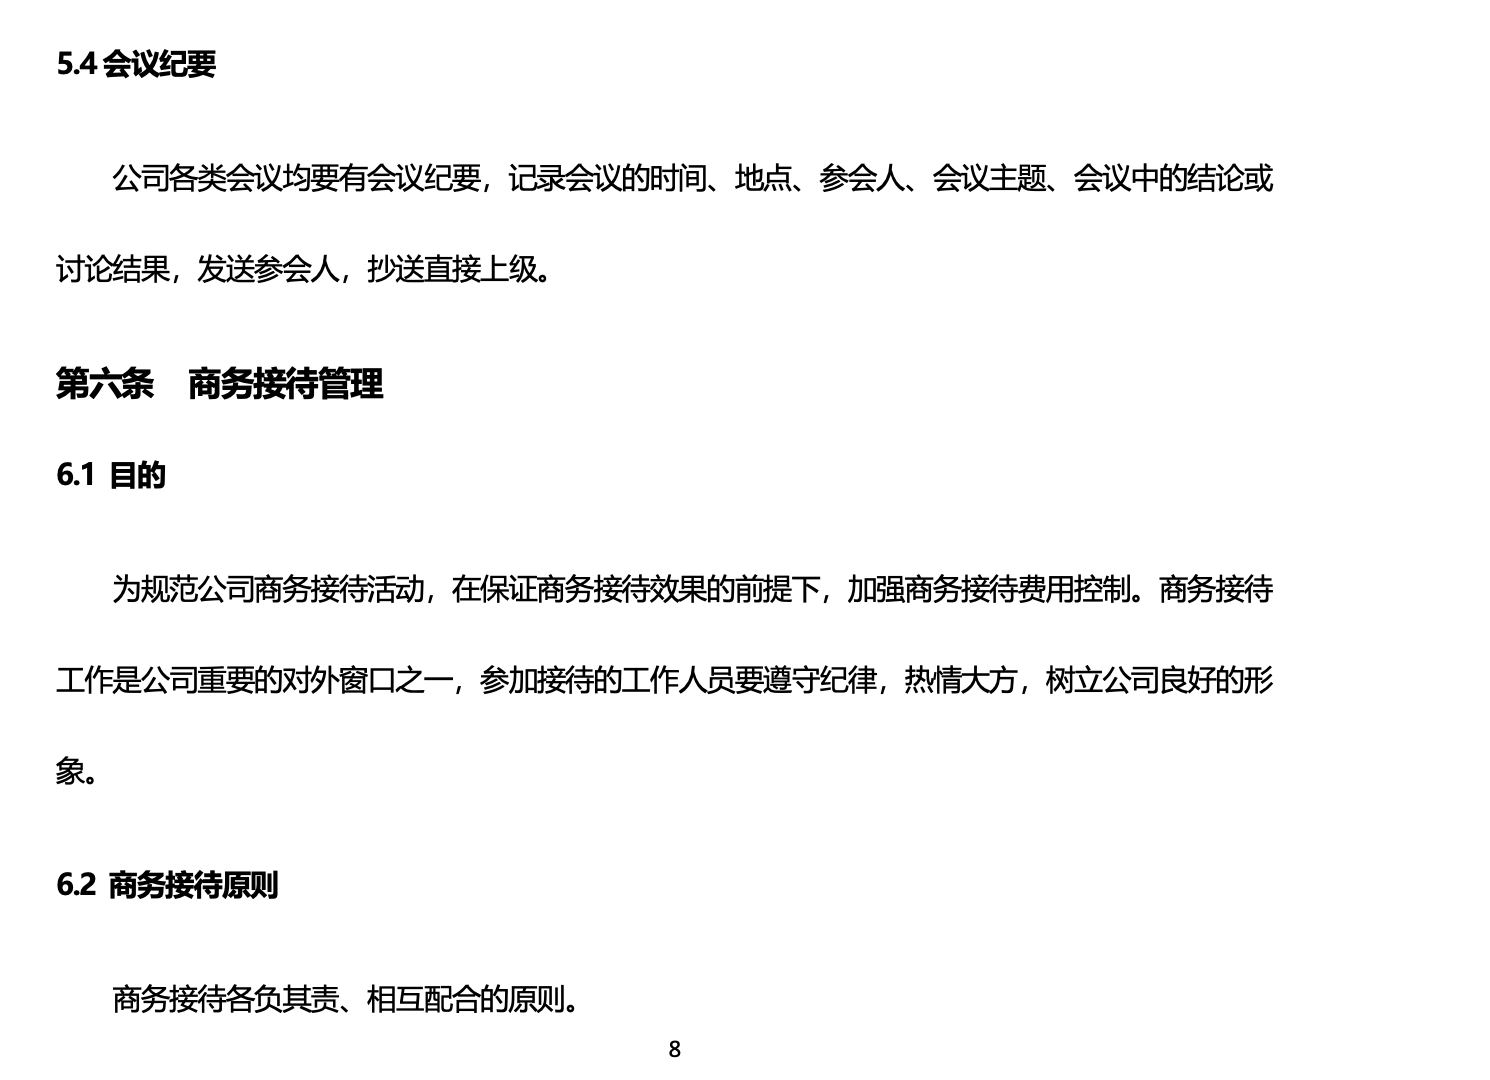 5.4 会议纪要
公司各类会议均要有会议纪要，记录会议的时间、地点、参会人、会议主题、会议中的结论或
讨论结果，发送参会人，抄送直接上级。
第六条　商务接待管理
6.1 目的
为规范公司商务接待活动，在保证商务接待效果的前提下，加强商务接待费用控制。商务接待
工作是公司重要的对外窗口之一，参加接待的工作人员要遵守纪律，热情大方，树立公司良好的形
象。
6.2 商务接待原则
商务接待各负其责、相互配合的原则。
8